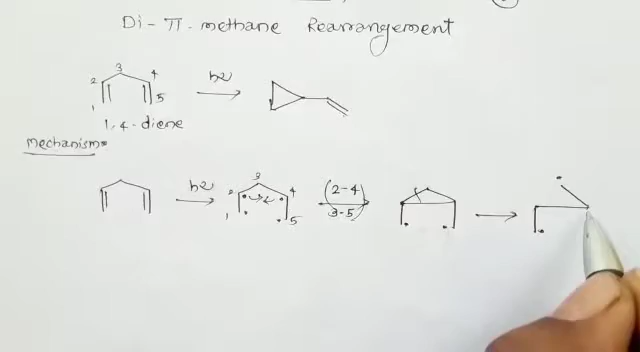 Di-π-methane Rearrangement
3
2 4
1 5
hν
1,4-diene
Mechanism
hν
3
2 4
1 5
(2-4)
(3-5)